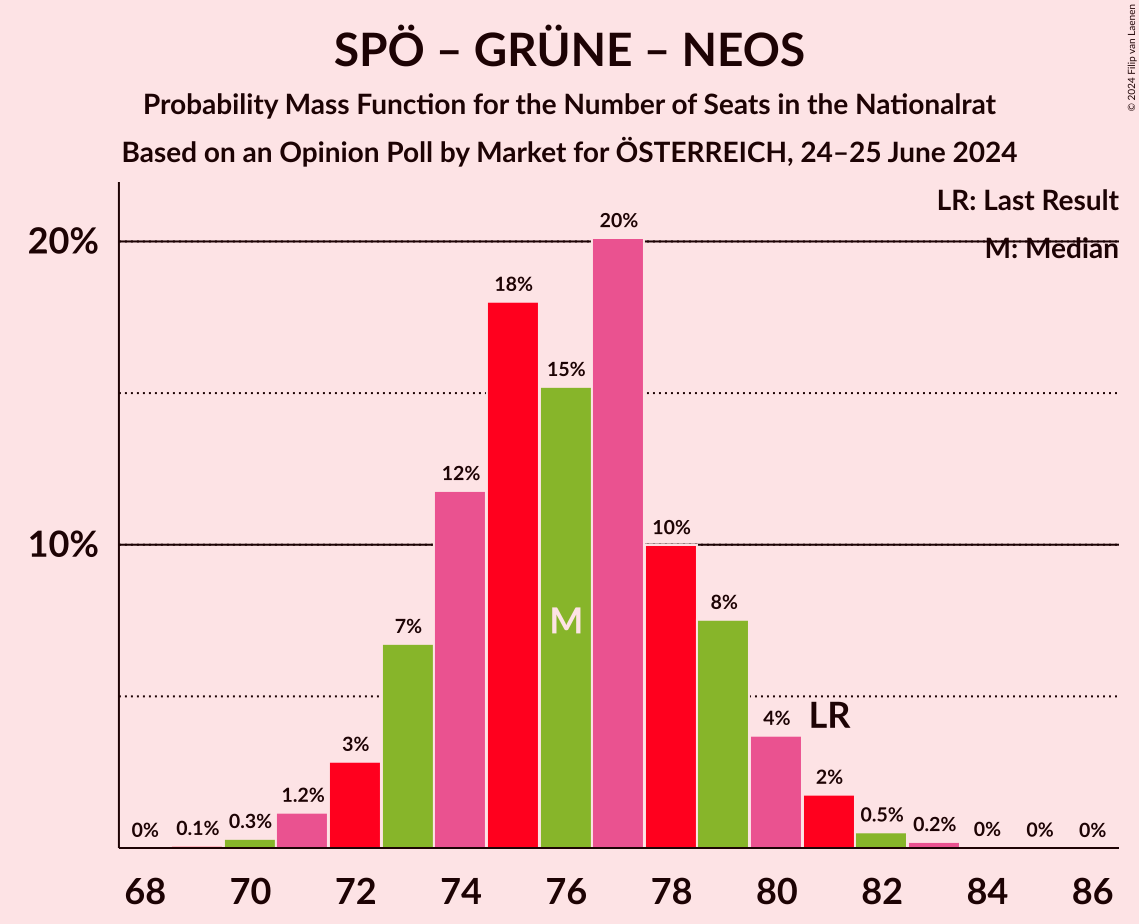 SPÖ – GRÜNE – NEOS
Probability Mass Function for the Number of Seats in the Nationalrat
Based on an Opinion Poll by Market for ÖSTERREICH, 24–25 June 2024
© 2024 Filip van Laenen
LR: Last Result
M: Median
20%
10%
0%
0.1%
0.3%
1.2%
3%
7%
12%
18%
15%
20%
10%
8%
4%
2%
0.5%
0.2%
0%
0%
0%
M
LR
68 70 72 74 76 78 80 82 84 86